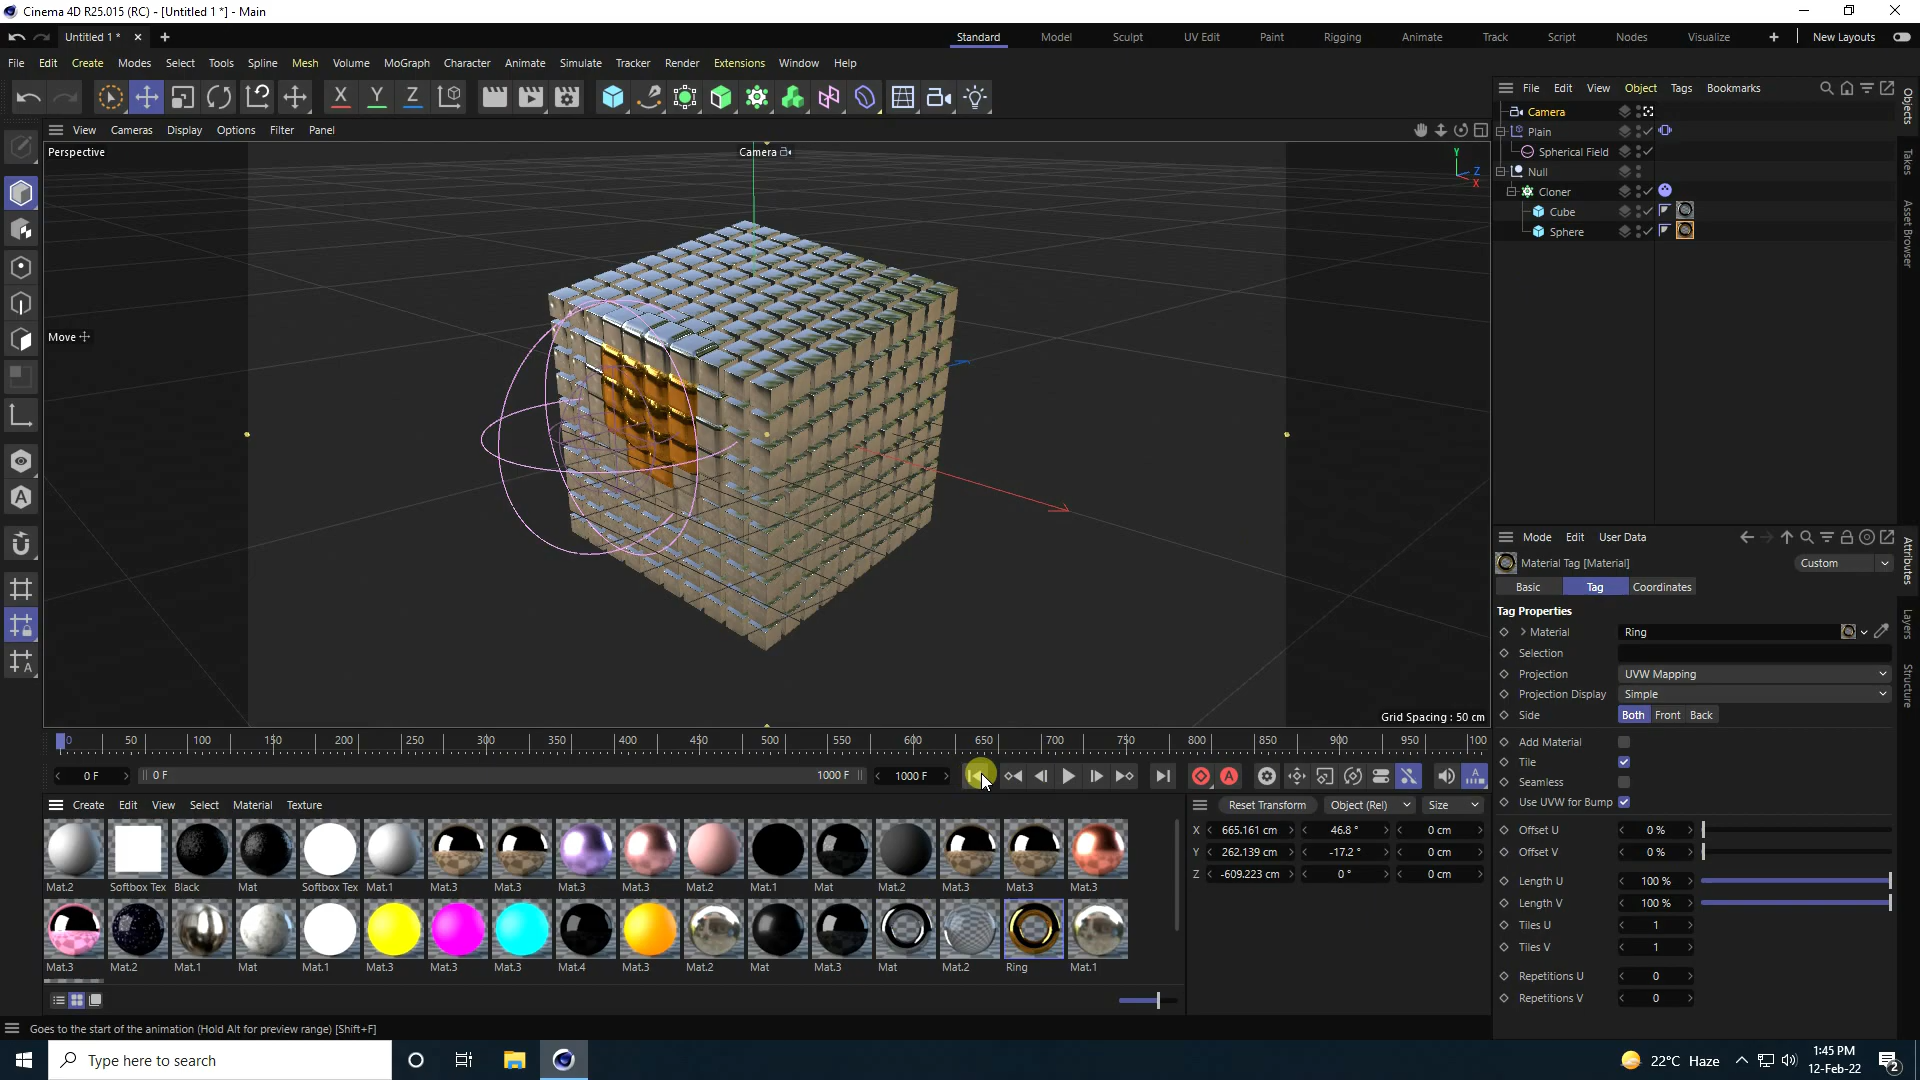 Cinema 4D R25.015 (RC) - [Untitled 1 *] - Main
Untitled 1 *
Standard Model Sculpt UV Edit Paint Rigging Animate Track Script Nodes Visualize New Layouts
File Edit Create Modes Select Tools Spline Mesh Volume MoGraph Character Animate Simulate Tracker Render Extensions Window Help
X Y Z
File Edit View Object Tags Bookmarks
Camera
Plain
Spherical Field
Null
Cloner
Cube
Sphere
Objects
Takes
Asset Browser
View Cameras Display Options Filter Panel
Perspective
Camera
Y
Z
X
Move
Grid Spacing : 50 cm
Mode Edit User Data
Material Tag [Material]
Custom
Basic Tag Coordinates
Tag Properties
Material Ring
Selection
Projection UVW Mapping
Projection Display Simple
Side Both Front Back
Add Material
Tile
Seamless
Use UVW for Bump
Offset U 0 %
Offset V 0 %
Length U 100 %
Length V 100 %
Tiles U 1
Tiles V 1
Repetitions U 0
Repetitions V 0
Attributes
Layers
Structure
0 50 100 150 200 250 300 350 400 450 500 550 600 650 700 750 800 850 900 950 100
0 F 0 F 1000 F 1000 F
Create Edit View Select Material Texture
Mat.2 Softbox Tex Black Mat Softbox Tex Mat.1 Mat.3 Mat.3 Mat.3 Mat.3 Mat.2 Mat.1 Mat Mat.2 Mat.3 Mat.3 Mat.3
Mat.3 Mat.2 Mat.1 Mat Mat.1 Mat.3 Mat.3 Mat.3 Mat.4 Mat.3 Mat.2 Mat Mat.3 Mat Mat.2 Ring Mat.1
Reset Transform Object (Rel) Size
X 665.161 cm 46.8 ° 0 cm
Y 262.139 cm -17.2 ° 0 cm
Z -609.223 cm 0 ° 0 cm
Goes to the start of the animation (Hold Alt for preview range) [Shift+F]
Type here to search
22°C Haze
1:45 PM
12-Feb-22
2